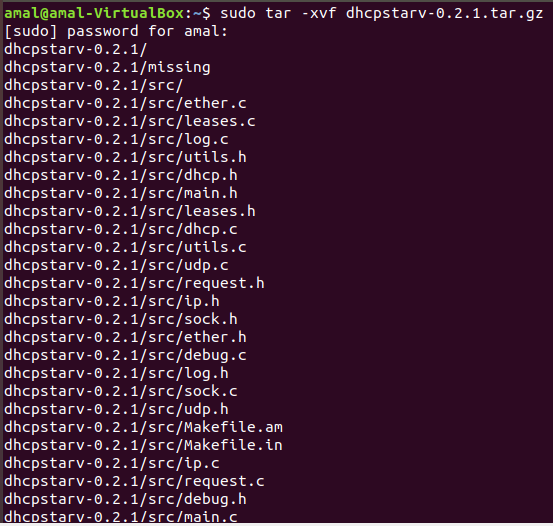 amal@amal-VirtualBox:~$ sudo tar -xvf dhcpstarv-0.2.1.tar.gz
[sudo] password for amal:
dhcpstarv-0.2.1/
dhcpstarv-0.2.1/missing
dhcpstarv-0.2.1/src/
dhcpstarv-0.2.1/src/ether.c
dhcpstarv-0.2.1/src/leases.c
dhcpstarv-0.2.1/src/log.c
dhcpstarv-0.2.1/src/utils.h
dhcpstarv-0.2.1/src/dhcp.h
dhcpstarv-0.2.1/src/main.h
dhcpstarv-0.2.1/src/leases.h
dhcpstarv-0.2.1/src/dhcp.c
dhcpstarv-0.2.1/src/utils.c
dhcpstarv-0.2.1/src/udp.c
dhcpstarv-0.2.1/src/request.h
dhcpstarv-0.2.1/src/ip.h
dhcpstarv-0.2.1/src/sock.h
dhcpstarv-0.2.1/src/ether.h
dhcpstarv-0.2.1/src/debug.c
dhcpstarv-0.2.1/src/log.h
dhcpstarv-0.2.1/src/sock.c
dhcpstarv-0.2.1/src/udp.h
dhcpstarv-0.2.1/src/Makefile.am
dhcpstarv-0.2.1/src/Makefile.in
dhcpstarv-0.2.1/src/ip.c
dhcpstarv-0.2.1/src/request.c
dhcpstarv-0.2.1/src/debug.h
dhcpstarv-0.2.1/src/main.c